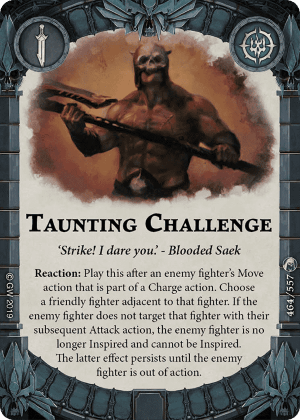 TAUNTING CHALLENGE
‘Strike! I dare you.’ - Blooded Saek
Reaction: Play this after an enemy fighter’s Move
action that is part of a Charge action. Choose
a friendly fighter adjacent to that fighter. If the
enemy fighter does not target that fighter with their
subsequent Attack action, the enemy fighter is no
longer Inspired and cannot be Inspired.
The latter effect persists until the enemy
fighter is out of action.
© GW 2019
464/557